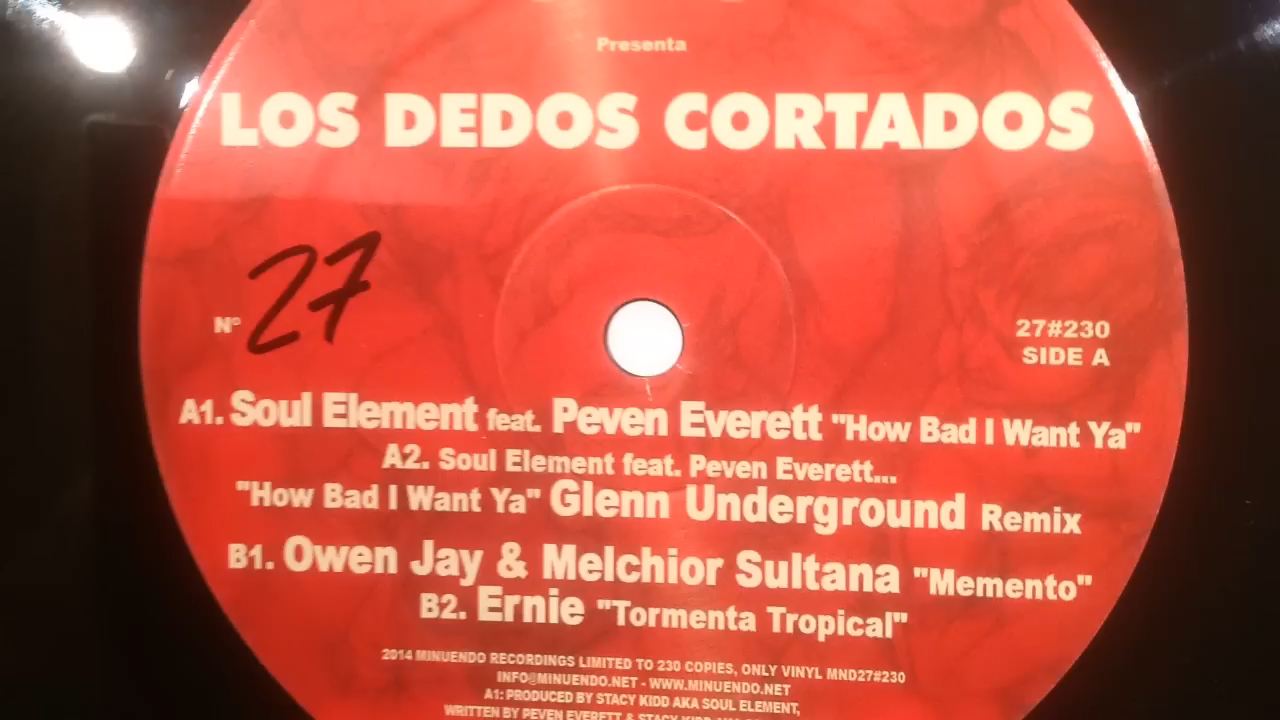 Presenta
LOS DEDOS CORTADOS
Nº 27
27#230
SIDE A
A1. Soul Element feat. Peven Everett "How Bad I Want Ya"
A2. Soul Element feat. Peven Everett...
"How Bad I Want Ya" Glenn Underground Remix
B1. Owen Jay & Melchior Sultana "Memento"
B2. Ernie "Tormenta Tropical"
2014 MINUENDO RECORDINGS LIMITED TO 230 COPIES, ONLY VINYL MND27#230
INFO@MINUENDO.NET - WWW.MINUENDO.NET
A1: PRODUCED BY STACY KIDD AKA SOUL ELEMENT,
WRITTEN BY PEVEN EVERETT & STACY KIDD